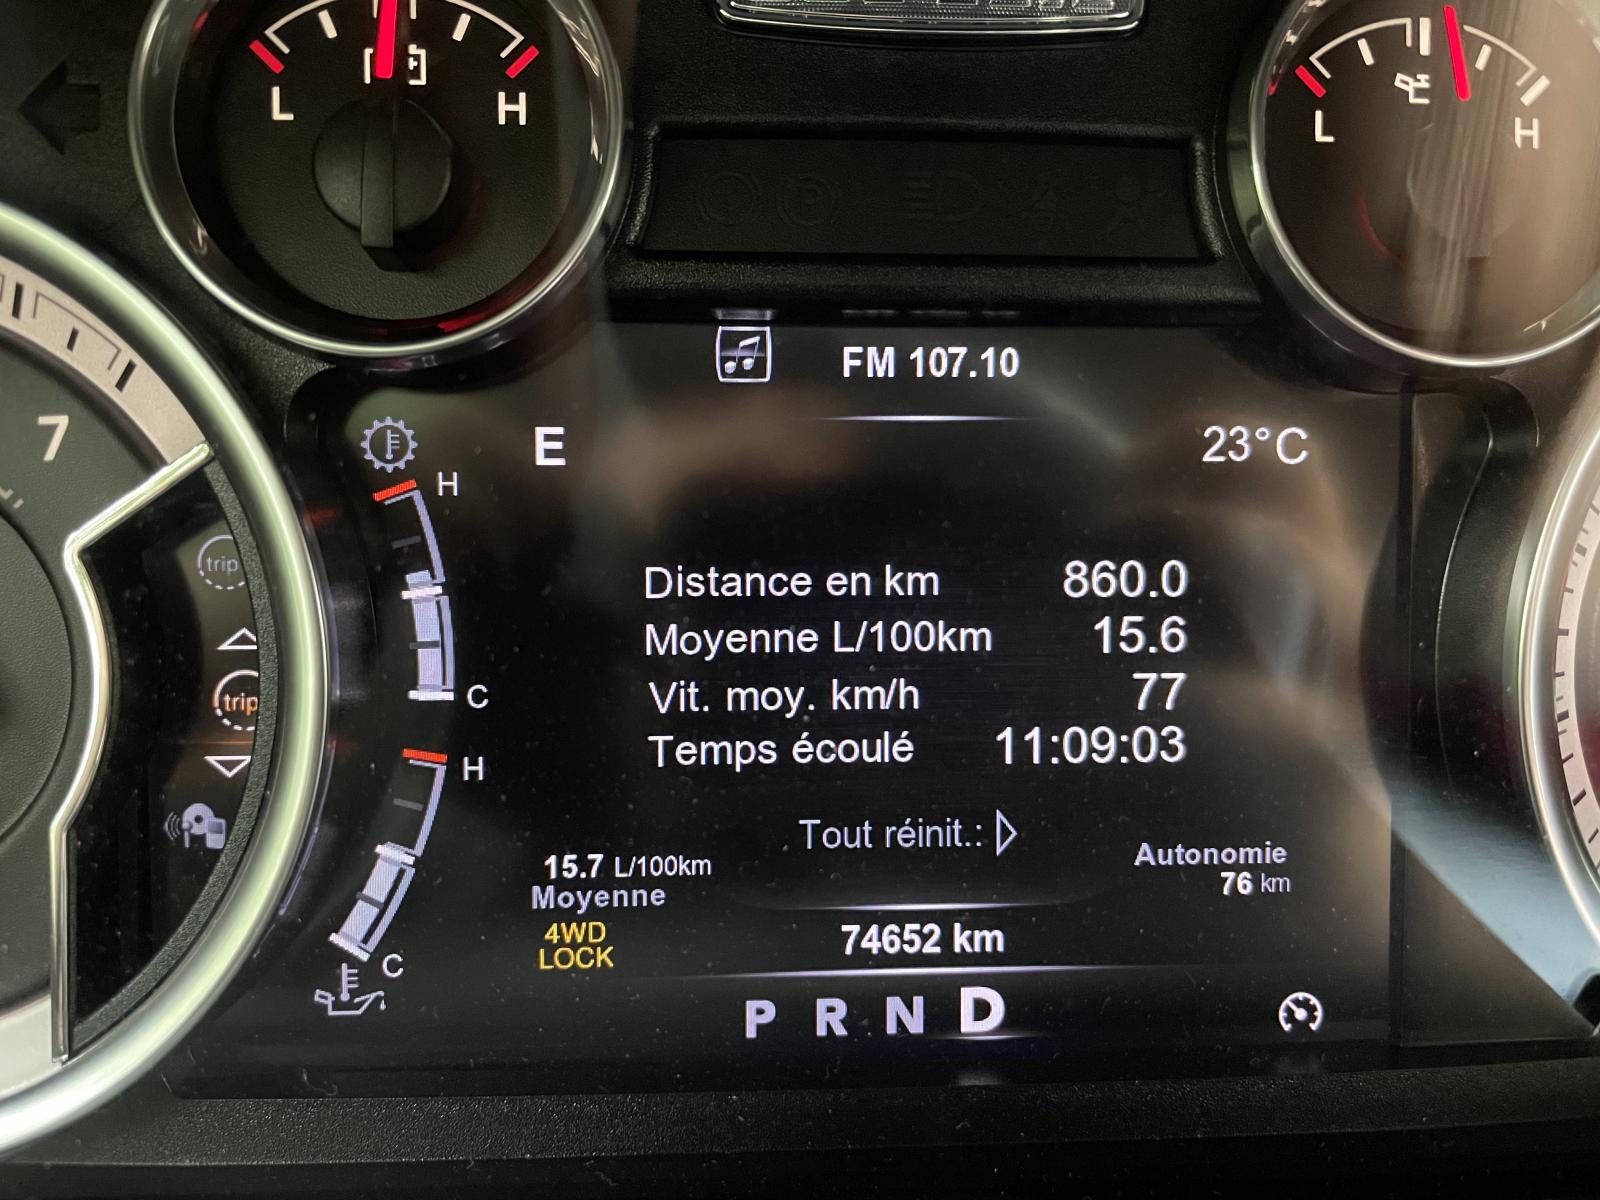 L H
L H
FM 107.10
7
E 23°C
H
trip
Distance en km 860.0
Moyenne L/100km 15.6
C
Vit. moy. km/h 77
trip
Temps écoulé 11:09:03
H
Tout réinit.:
15.7 L/100km
Moyenne
Autonomie
76 km
4WD
LOCK
74652 km
C
P R N D